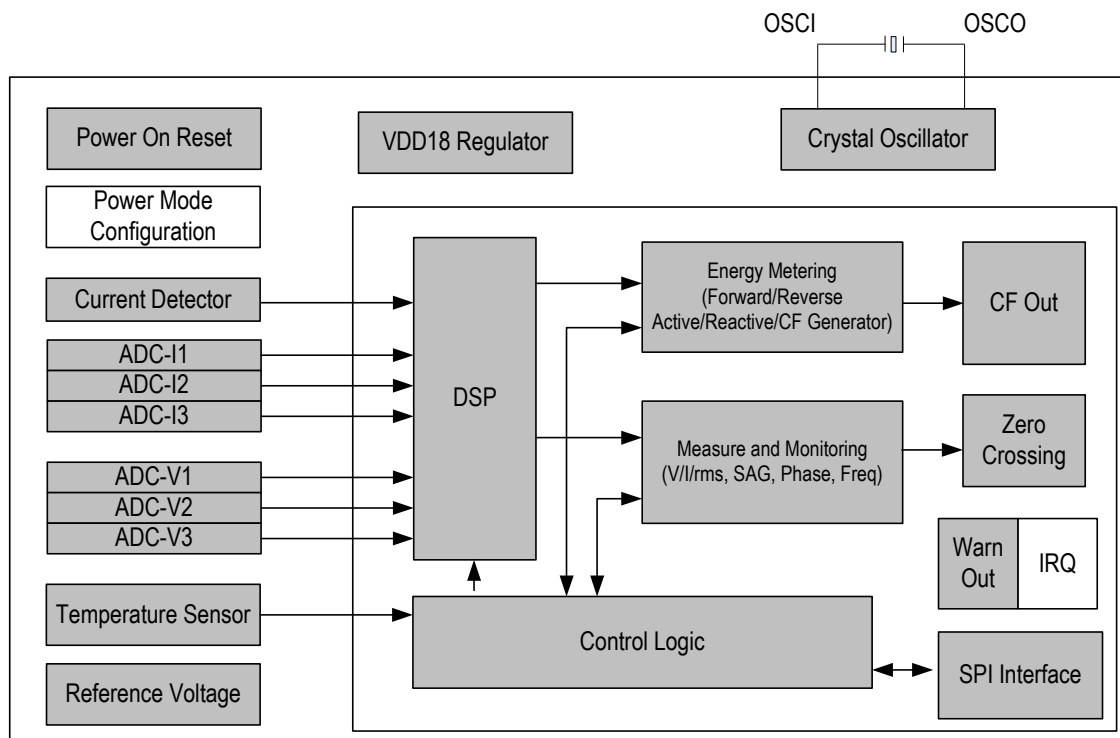 OSCI
OSCO
Power On Reset
VDD18 Regulator
Crystal Oscillator
Power Mode
Configuration
Current Detector
ADC-I1
ADC-I2
ADC-I3
ADC-V1
ADC-V2
ADC-V3
Temperature Sensor
Reference Voltage
DSP
Energy Metering
(Forward/Reverse
Active/Reactive/CF Generator)
CF Out
Measure and Monitoring
(V/I/rms, SAG, Phase, Freq)
Zero
Crossing
Warn
Out
IRQ
Control Logic
SPI Interface